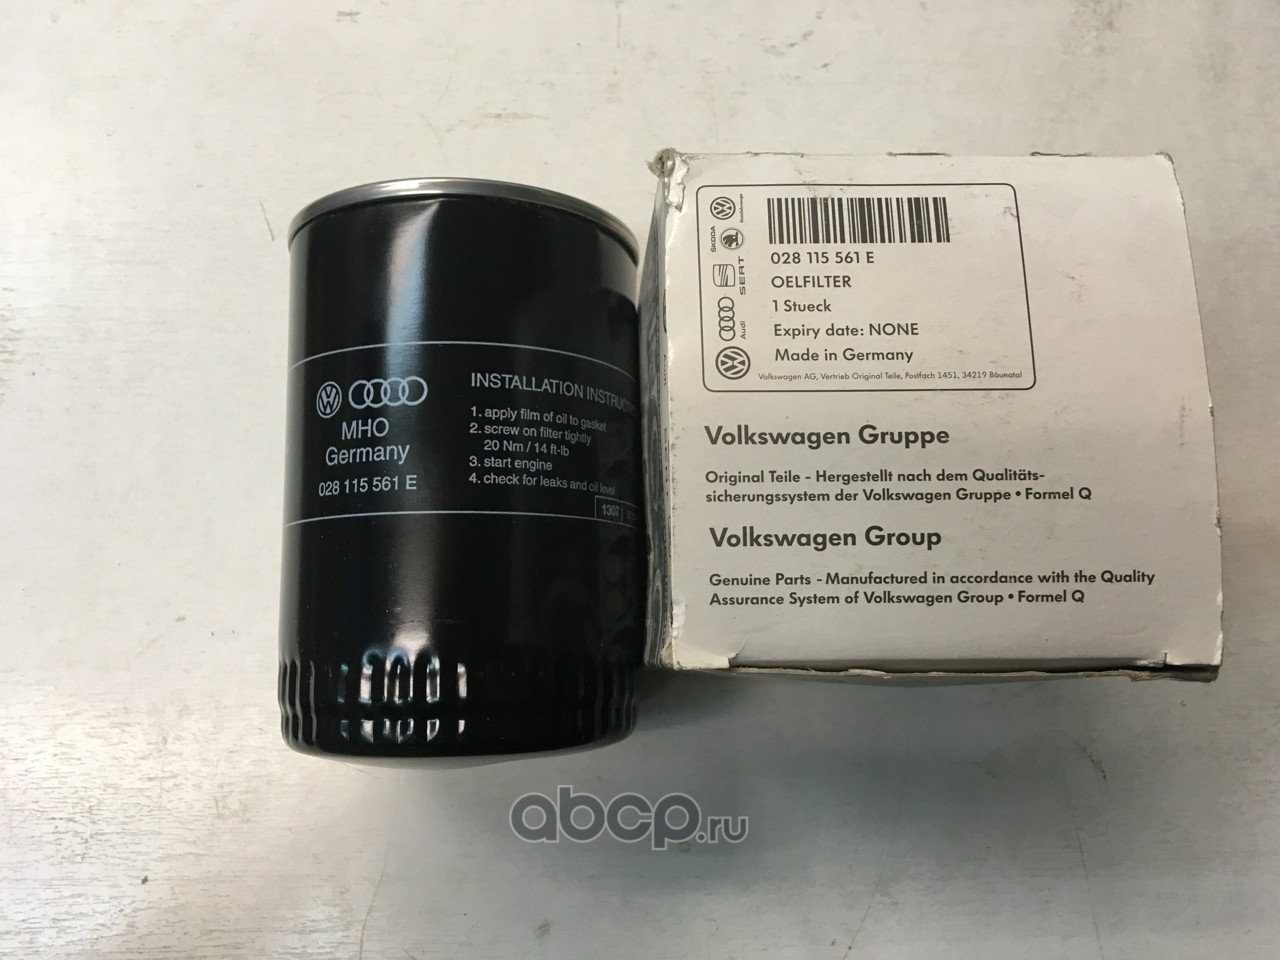 MHO
Germany
028 115 561 E
INSTALLATION
1. apply film of oil to gasket
2. screw on filter tightly
20 Nm / 14 ft-lb
3. start engine
4. check for leaks and oil level
1307
ŠKODA
SEAT
Audi
028 115 561 E
OELFILTER
1 Stueck
Expiry date: NONE
Made in Germany
Volkswagen AG, Vertrieb Original Teile, Postfach 1451, 34219 Baunatal
Volkswagen Gruppe
Original Teile - Hergestellt nach dem Qualitäts-
sicherungssystem der Volkswagen Gruppe • Formel Q
Volkswagen Group
Genuine Parts - Manufactured in accordance with the Quality
Assurance System of Volkswagen Group • Formel Q
abcp.ru